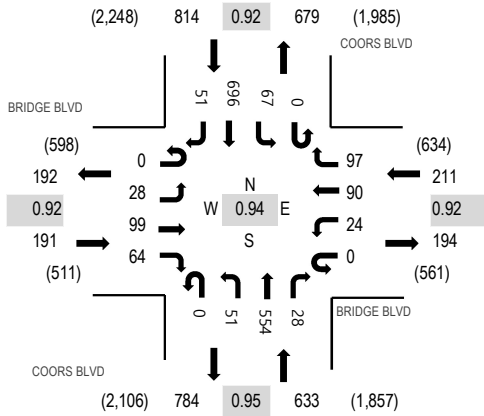 (2,248) 814 0.92 679 (1,985)
COORS BLVD
51 696 67 0
BRIDGE BLVD
(598) 0 97 (634)
192 28 N 90 211
0.92 99 W 0.94 E 24 0.92
191 64 S 0 194
(511) (561)
0 51 554 28
BRIDGE BLVD
COORS BLVD
(2,106) 784 0.95 633 (1,857)